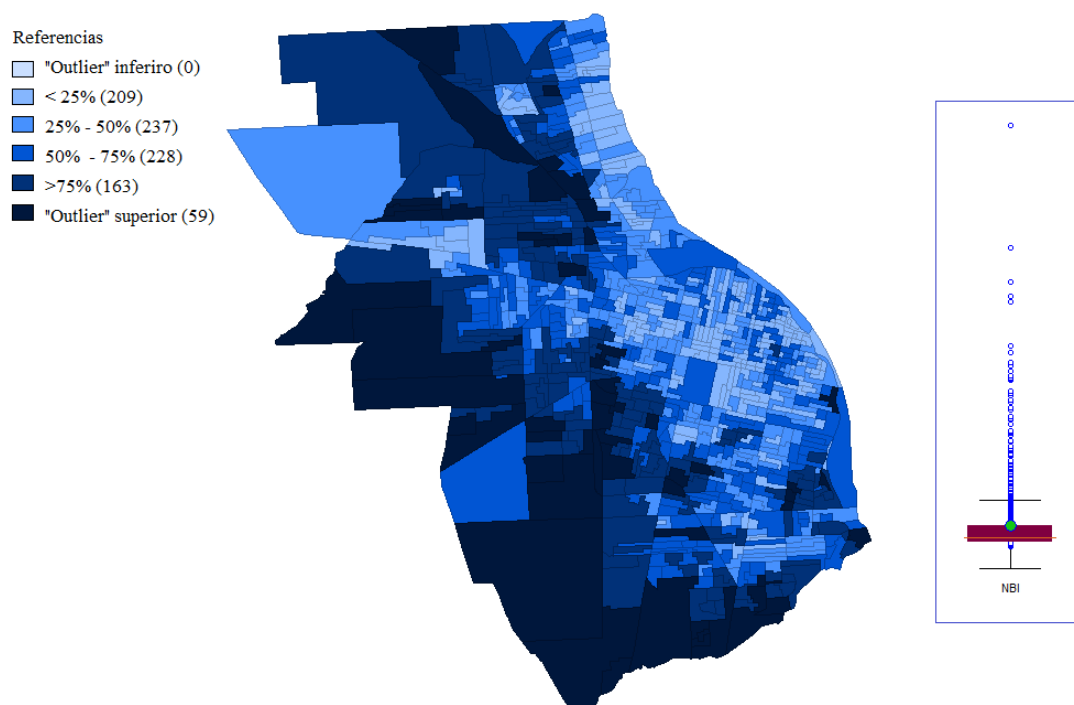 Referencias
"Outlier" inferiro (0)
< 25% (209)
25% - 50% (237)
50% - 75% (228)
>75% (163)
"Outlier" superior (59)
NBI